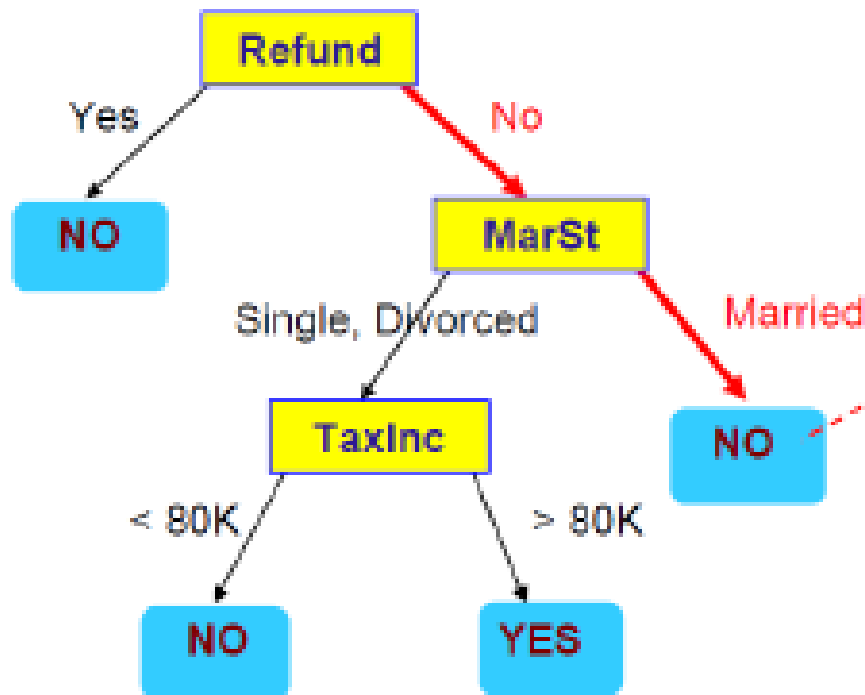 Refund
Yes
No
NO
MarSt
Single, Divorced
Married
TaxInc
NO
< 80K
> 80K
NO
YES